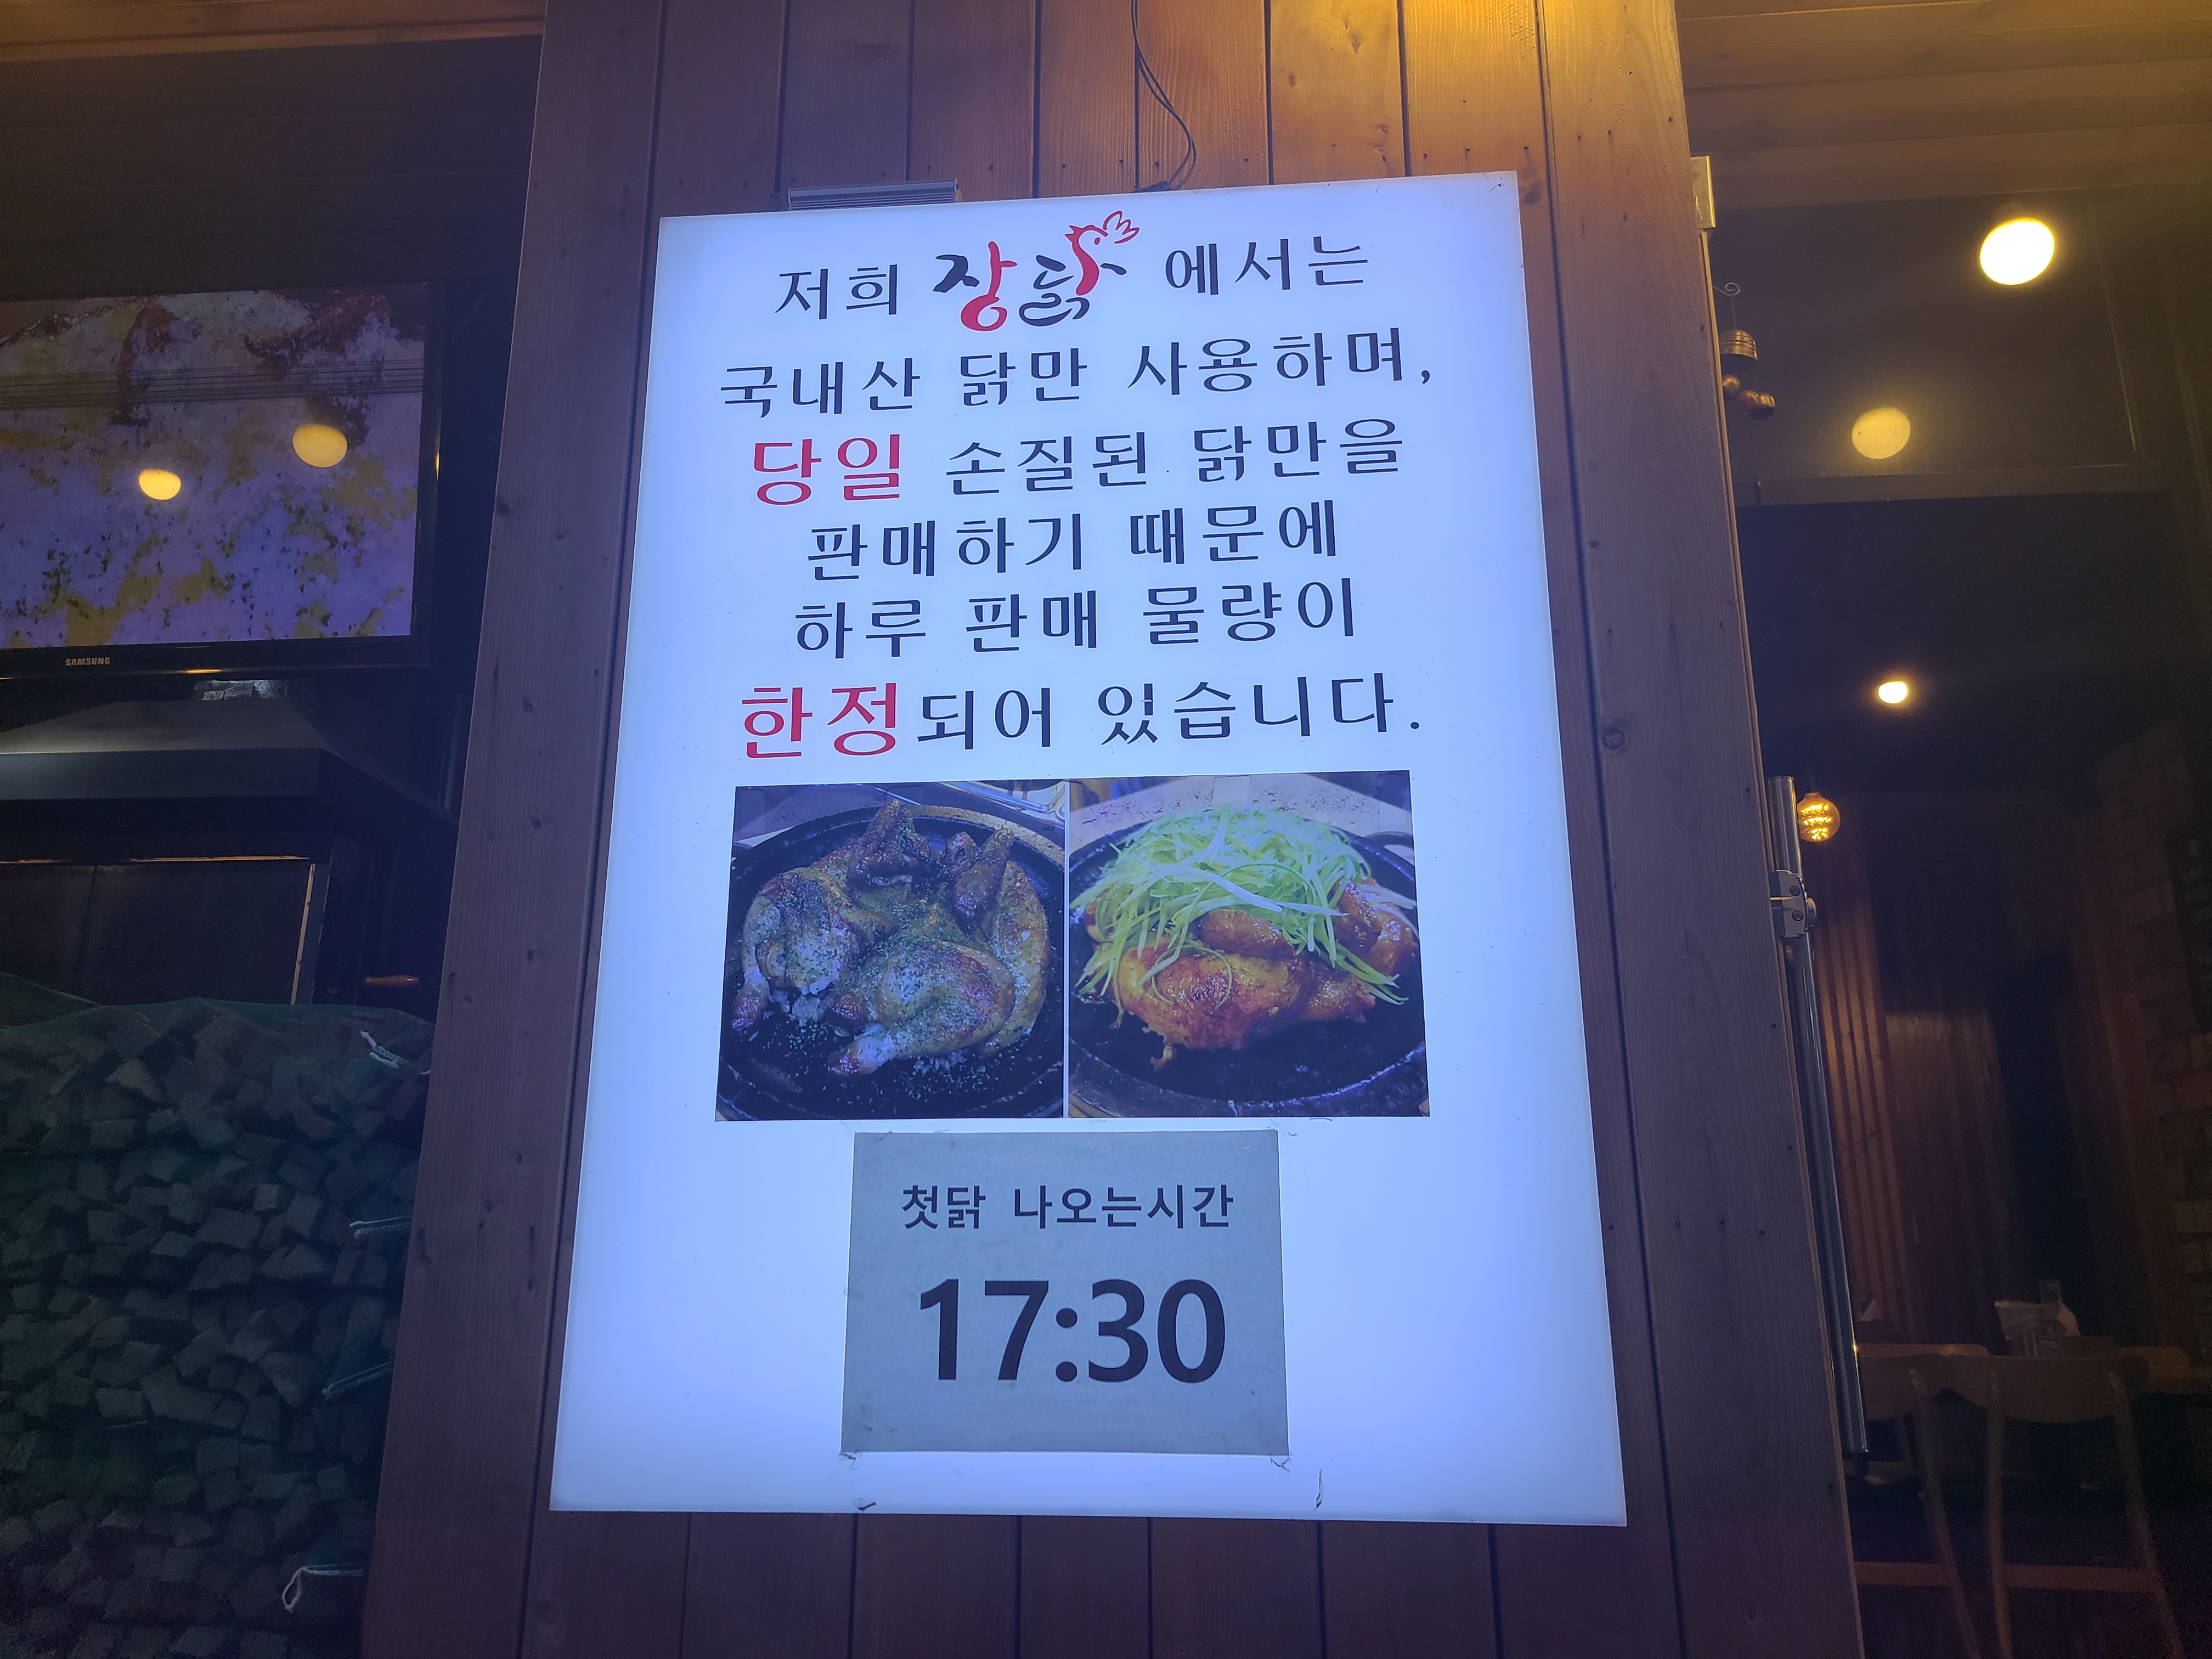 저희 장닭 에서는
국내산 닭만 사용하며,
당일 손질된 닭만을
판매하기 때문에
하루 판매 물량이
한정되어 있습니다.
첫닭 나오는시간
17:30
SAMSUNG